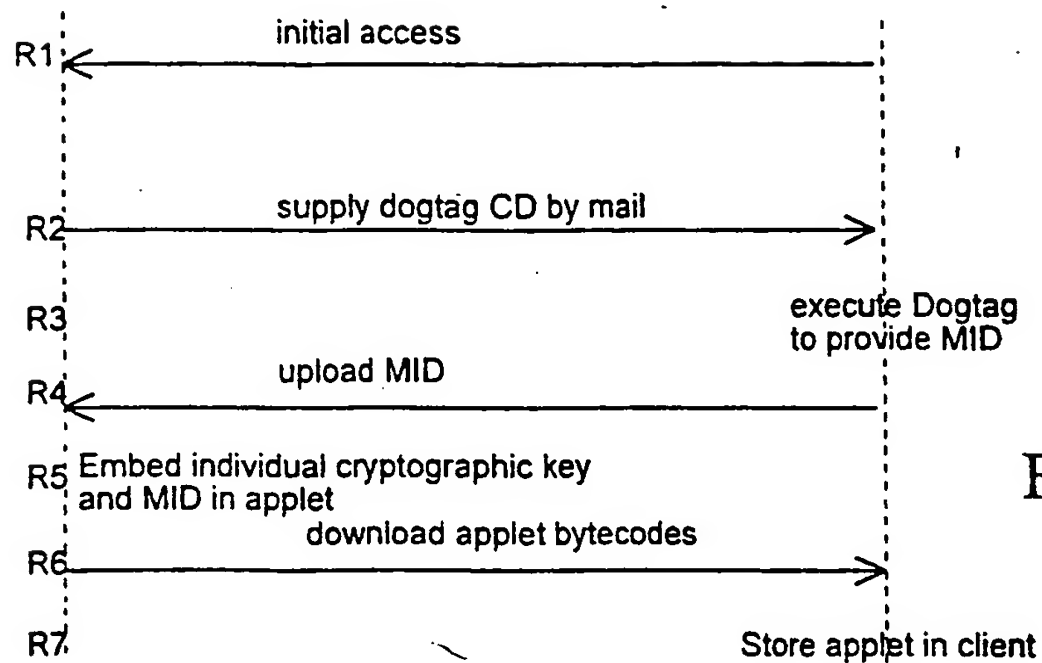 initial access
R1
supply dogtag CD by mail
R2
R3
execute Dogtag
to provide MID
upload MID
R4
R5
Embed individual cryptographic key
and MID in applet
download applet bytecodes
R6
R7
Store applet in client